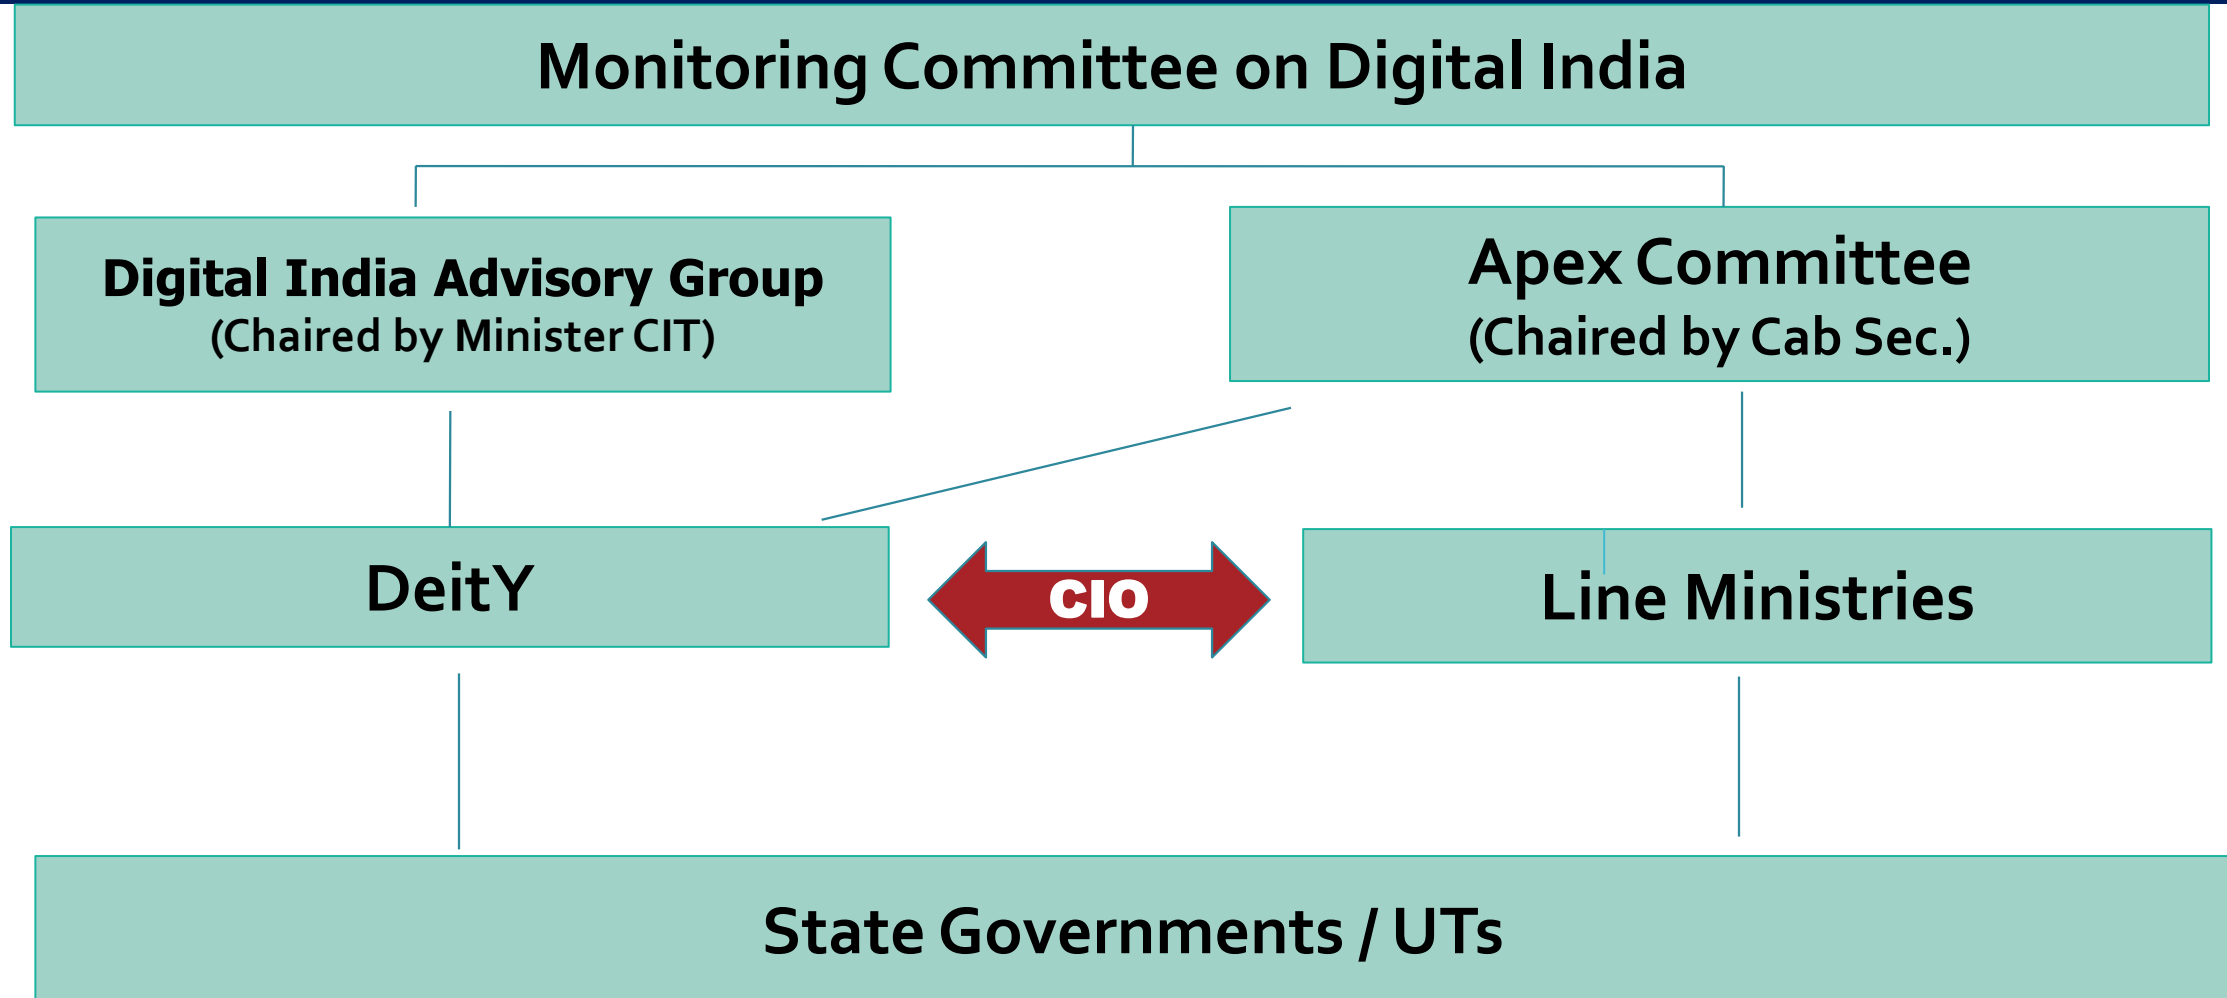 Monitoring Committee on Digital India
Digital India Advisory Group
(Chaired by Minister CIT)
Apex Committee
(Chaired by Cab Sec.)
DeitY
CIO
Line Ministries
State Governments / UTs